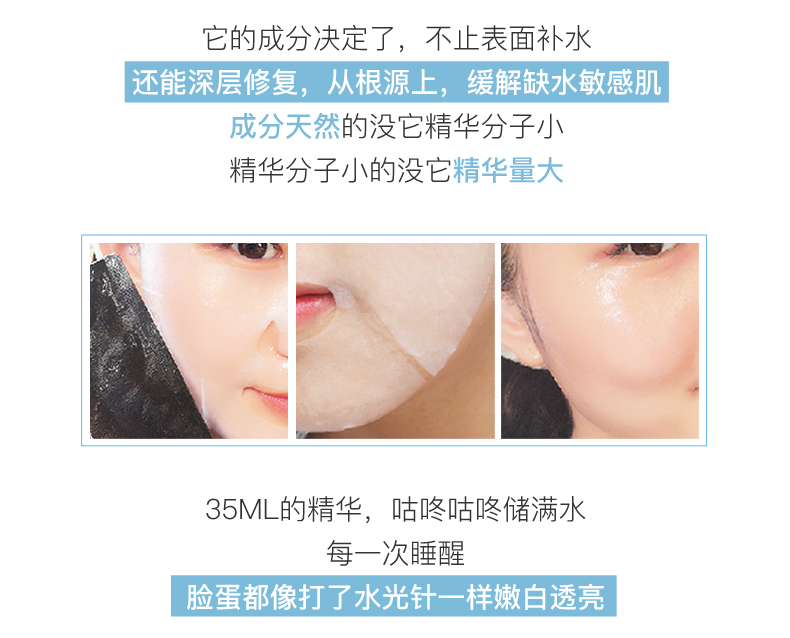 它的成分决定了，不止表面补水
还能深层修复，从根源上，缓解缺水敏感肌
成分天然的没它精华分子小
精华分子小的没它精华量大
35ML的精华，咕咚咕咚储满水
每一次睡醒
脸蛋都像打了水光针一样嫩白透亮